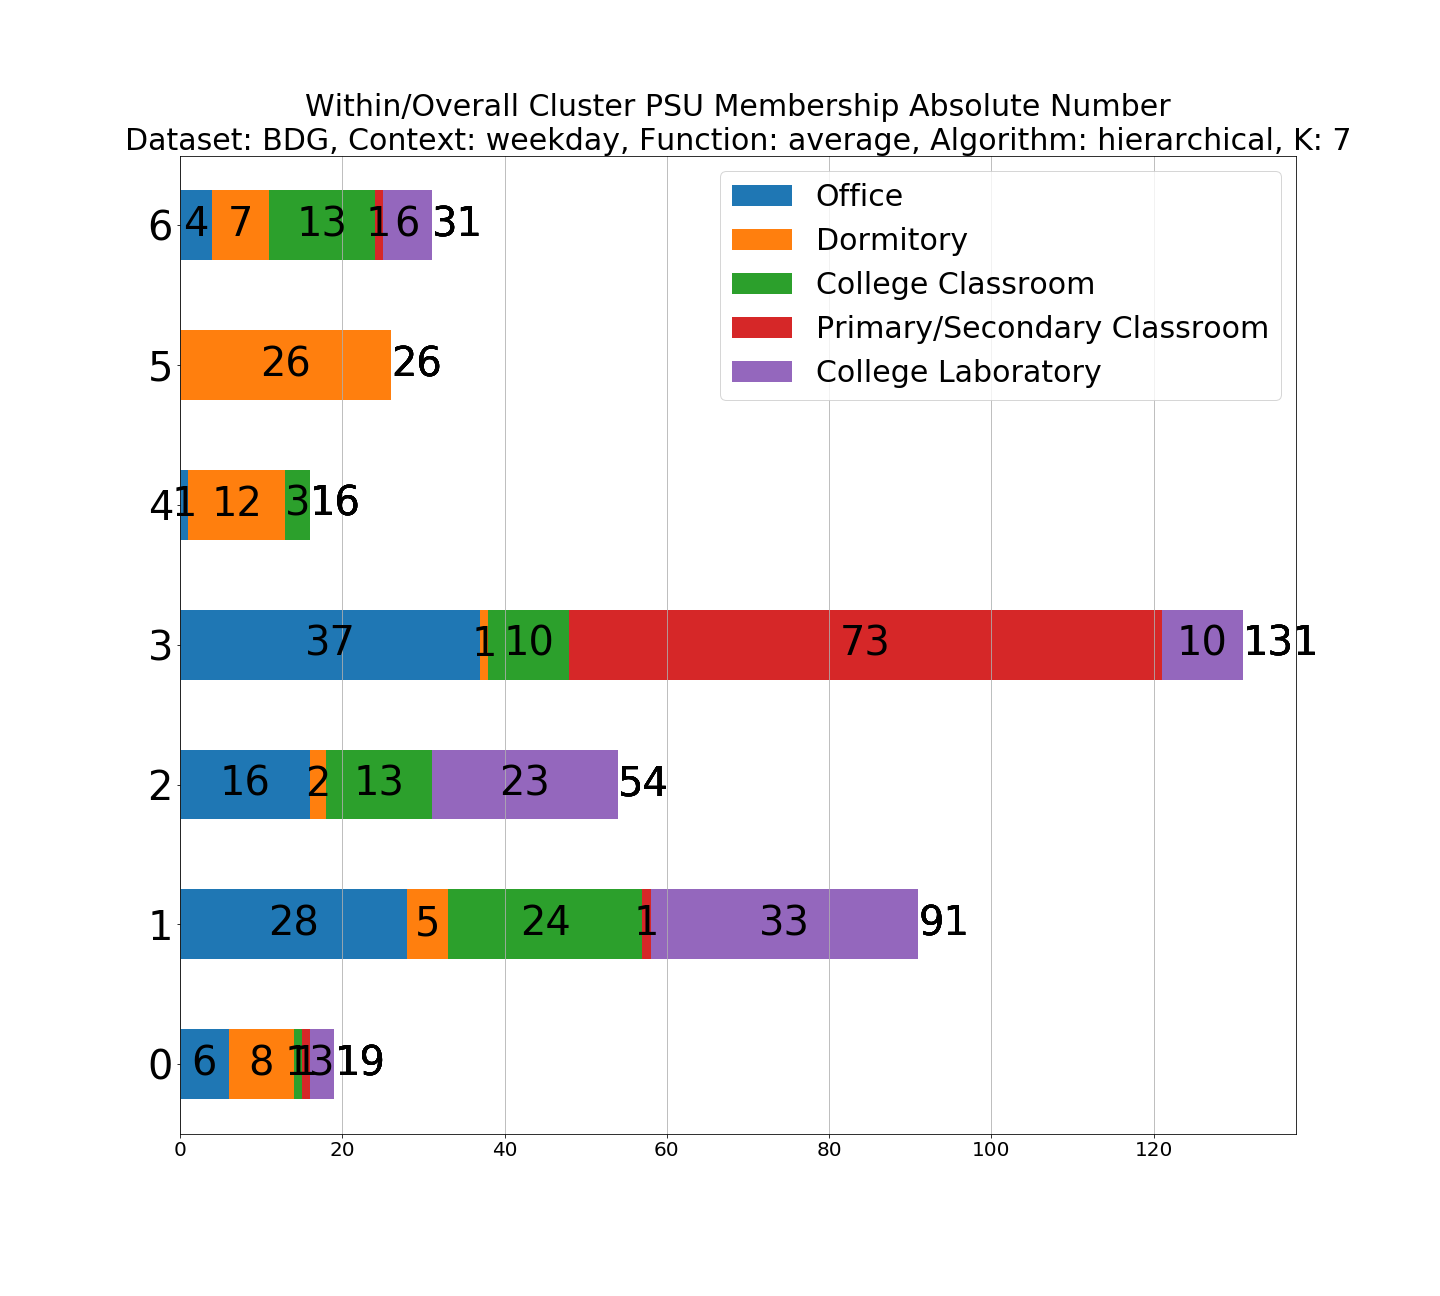 Within/Overall Cluster PSU Membership Absolute Number
Dataset: BDG, Context: weekday, Function: average, Algorithm: hierarchical, K: 7
Office
Dormitory
College Classroom
Primary/Secondary Classroom
College Laboratory
6 4 7 13 1 6 31
5 26 26
4 1 12 3 16
3 37 1 10 73 10 131
2 16 2 13 23 54
1 28 5 24 1 33 91
0 6 8 1 1 3 19
0 20 40 60 80 100 120